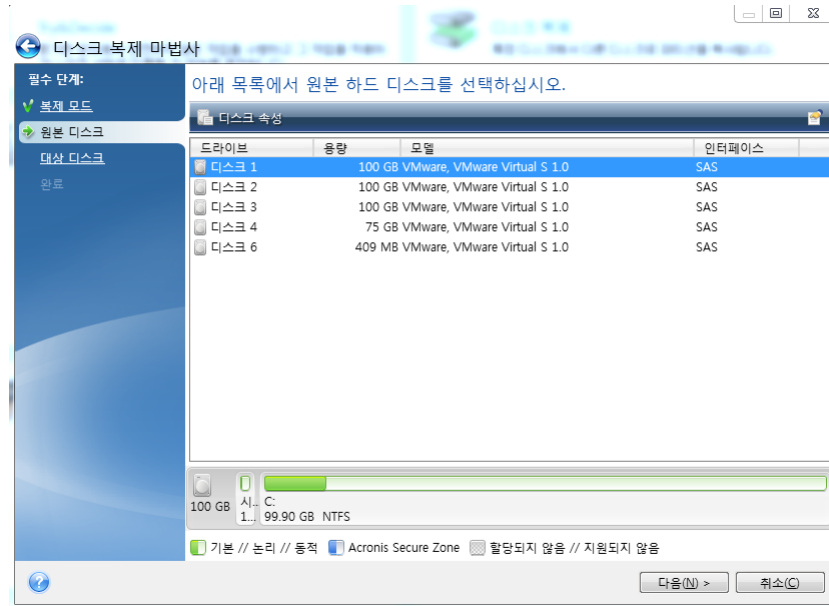 디스크 복제 마법사
필수 단계:
복제 모드
원본 디스크
대상 디스크
완료
아래 목록에서 원본 하드 디스크를 선택하십시오.
디스크 속성
드라이브 용량 모델 인터페이스
디스크 1 100 GB VMware, VMware Virtual S 1.0 SAS
디스크 2 100 GB VMware, VMware Virtual S 1.0 SAS
디스크 3 100 GB VMware, VMware Virtual S 1.0 SAS
디스크 4 75 GB VMware, VMware Virtual S 1.0 SAS
디스크 6 409 MB VMware, VMware Virtual S 1.0 SAS
100 GB
시...
1...
C:
99.90 GB NTFS
기본 // 논리 // 동적 Acronis Secure Zone 할당되지 않음 // 지원되지 않음
다음(N) > 취소(C)